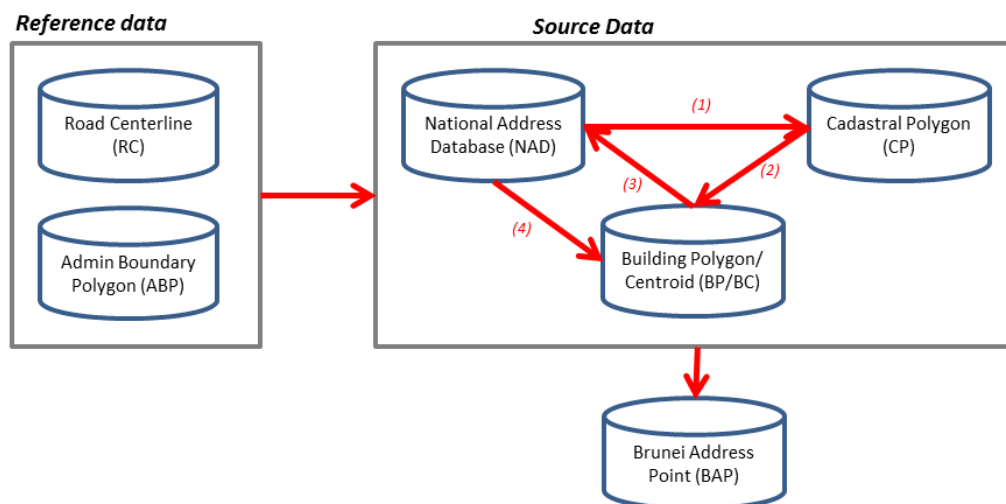 Reference data
Source Data
Road Centerline
(RC)
Admin Boundary
Polygon (ABP)
National Address
Database (NAD)
(1)
Cadastral Polygon
(CP)
(3)
(2)
(4)
Building Polygon/
Centroid (BP/BC)
Brunei Address
Point (BAP)